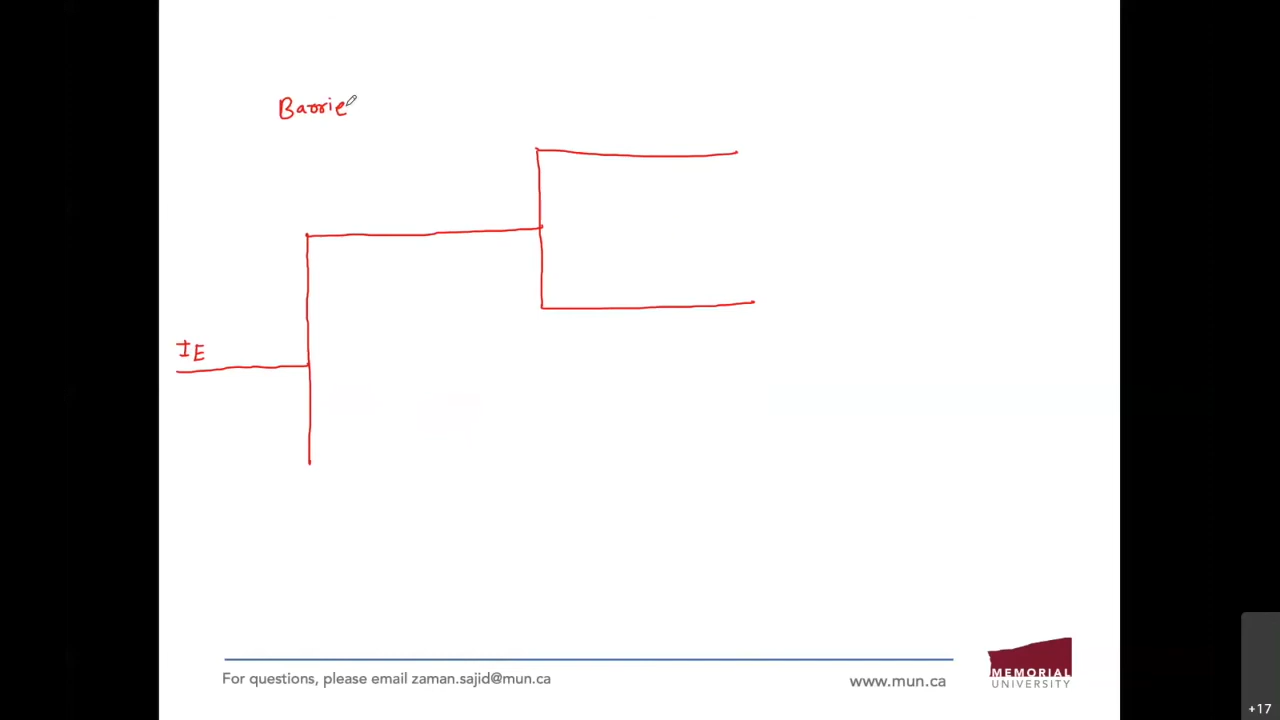 Barrie
IE
For questions, please email zaman.sajid@mun.ca
www.mun.ca
MEMORIAL
UNIVERSITY
+17